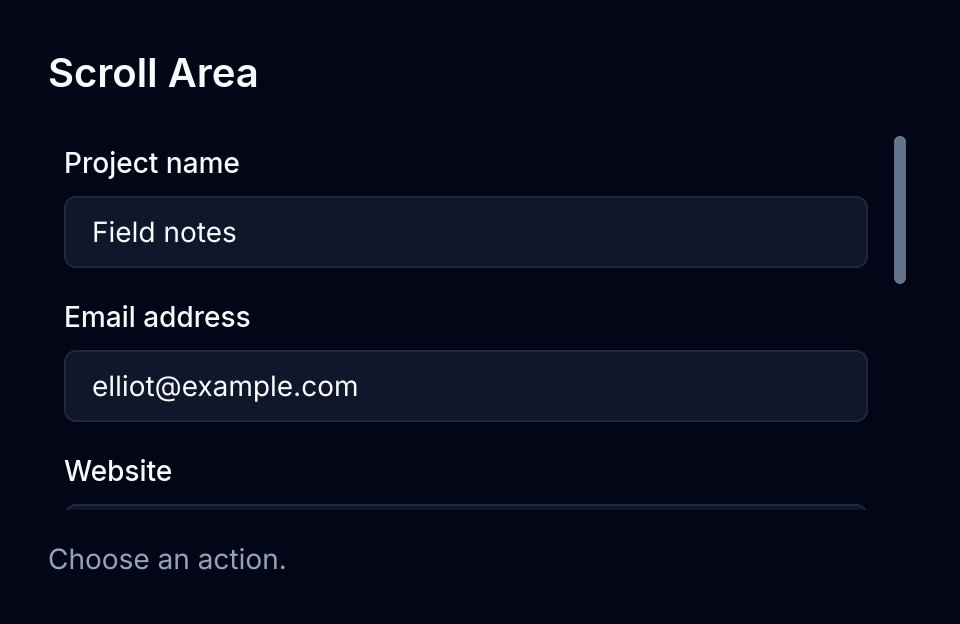 Scroll Area
Project name
Field notes
Email address
elliot@example.com
Website
Choose an action.